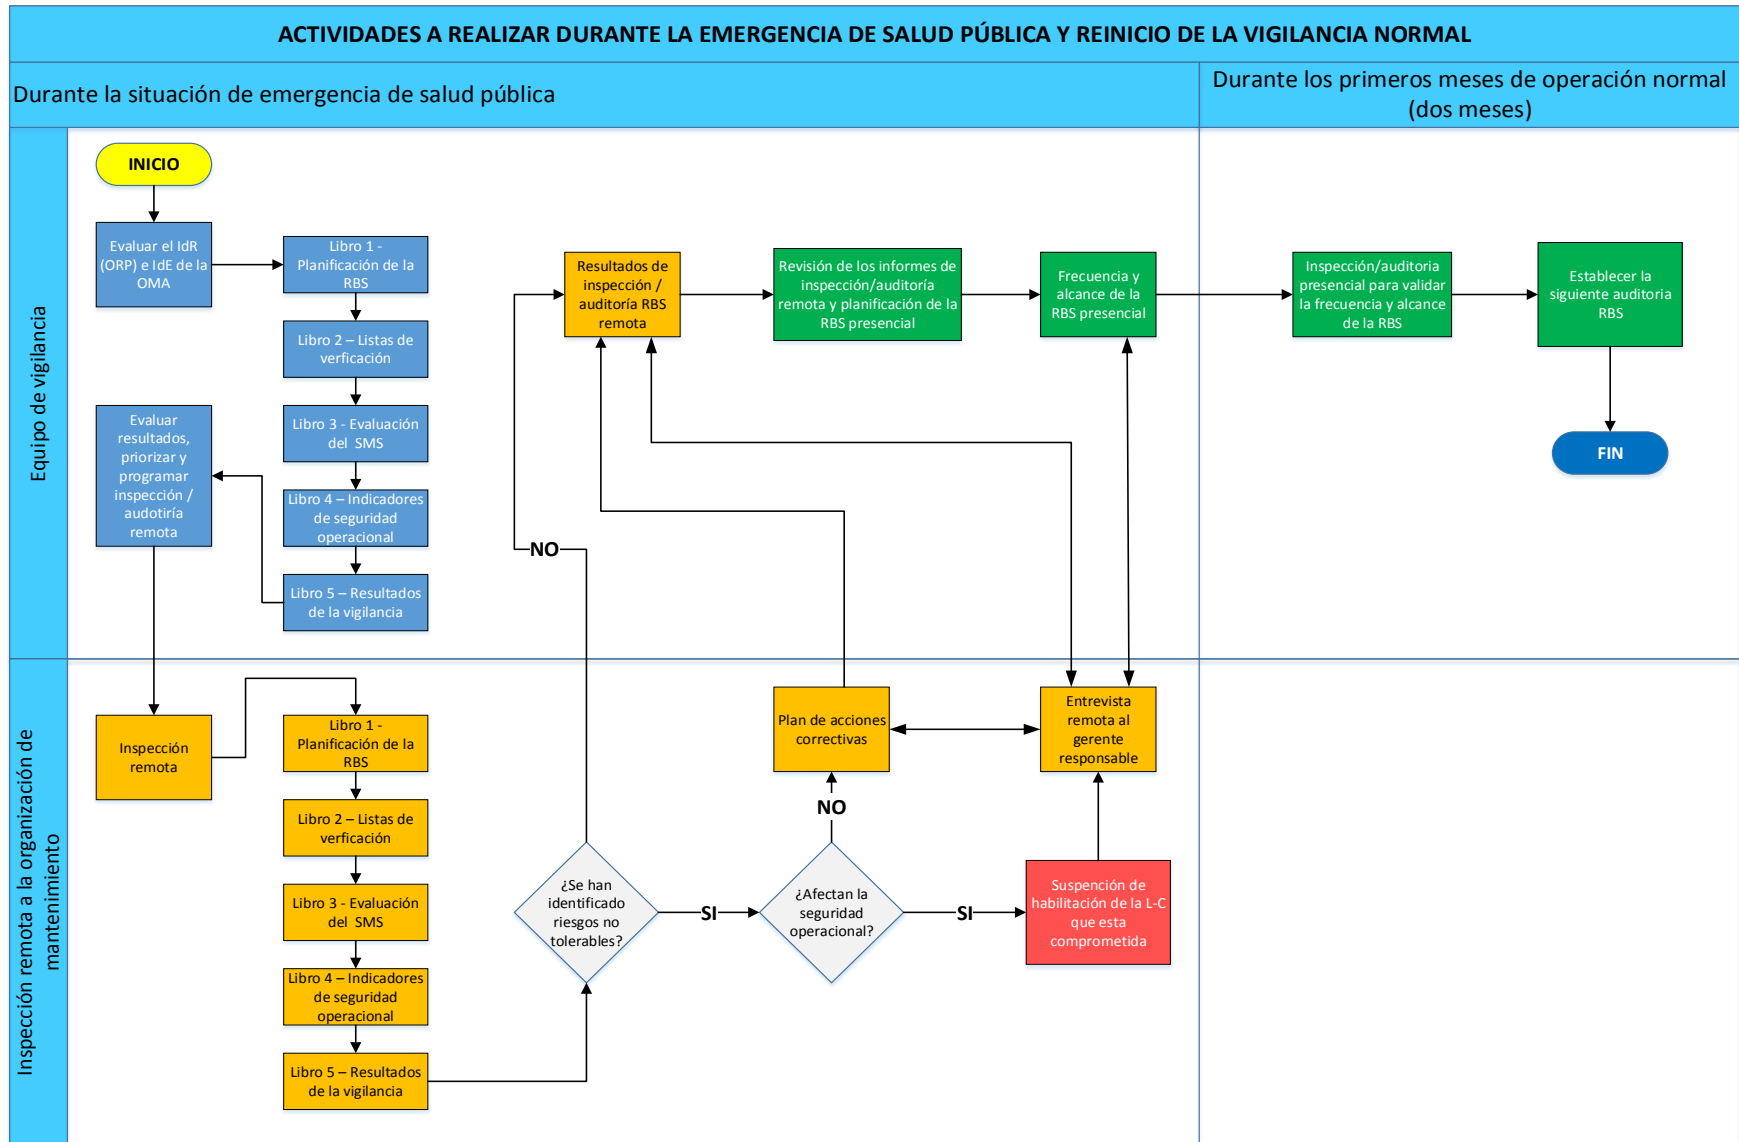 ACTIVIDADES A REALIZAR DURANTE LA EMERGENCIA DE SALUD PÚBLICA Y REINICIO DE LA VIGILANCIA NORMAL
Durante la situación de emergencia de salud pública
Durante los primeros meses de operación normal
(dos meses)
Equipo de vigilancia
INICIO
Evaluar el IdR
(ORP) e IdE de la
OMA
Libro 1 -
Planificación de la
RBS
Libro 2 – Listas de
verficación
Libro 3 - Evaluación
del SMS
Libro 4 – Indicadores
de seguridad
operacional
Libro 5 – Resultados
de la vigilancia
Evaluar
resultados,
priorizar y
programar
inspección /
audotiría
remota
Resultados de
inspección /
auditoría RBS
remota
Revisión de los informes de
inspección/auditoría
remota y planificación de la
RBS presencial
Frecuencia y
alcance de la
RBS presencial
Inspección/auditoria
presencial para validar
la frecuencia y alcance
de la RBS
Establecer la
siguiente auditoria
RBS
FIN
NO
Inspección remota a la organización de
mantenimiento
Inspección
remota
Libro 1 -
Planificación de la
RBS
Libro 2 – Listas de
verficación
Libro 3 - Evaluación
del SMS
Libro 4 – Indicadores
de seguridad
operacional
Libro 5 – Resultados
de la vigilancia
¿Se han
identificado
riesgos no
tolerables?
SI
¿Afectan la
seguridad
operacional?
NO
SI
Plan de acciones
correctivas
Entrevista
remota al
gerente
responsable
Suspención de
habilitación de la L-C
que esta
comprometida